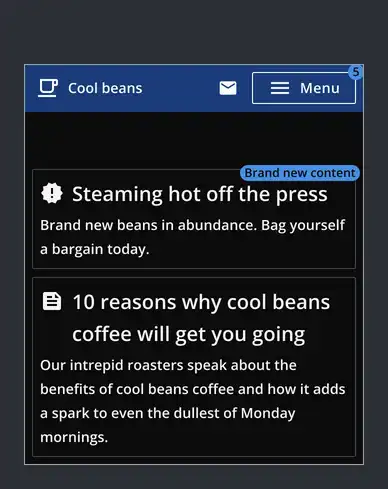 5
Cool beans
Menu
Brand new content
Steaming hot off the press
Brand new beans in abundance. Bag yourself
a bargain today.
10 reasons why cool beans
coffee will get you going
Our intrepid roasters speak about the
benefits of cool beans coffee and how it adds
a spark to even the dullest of Monday
mornings.